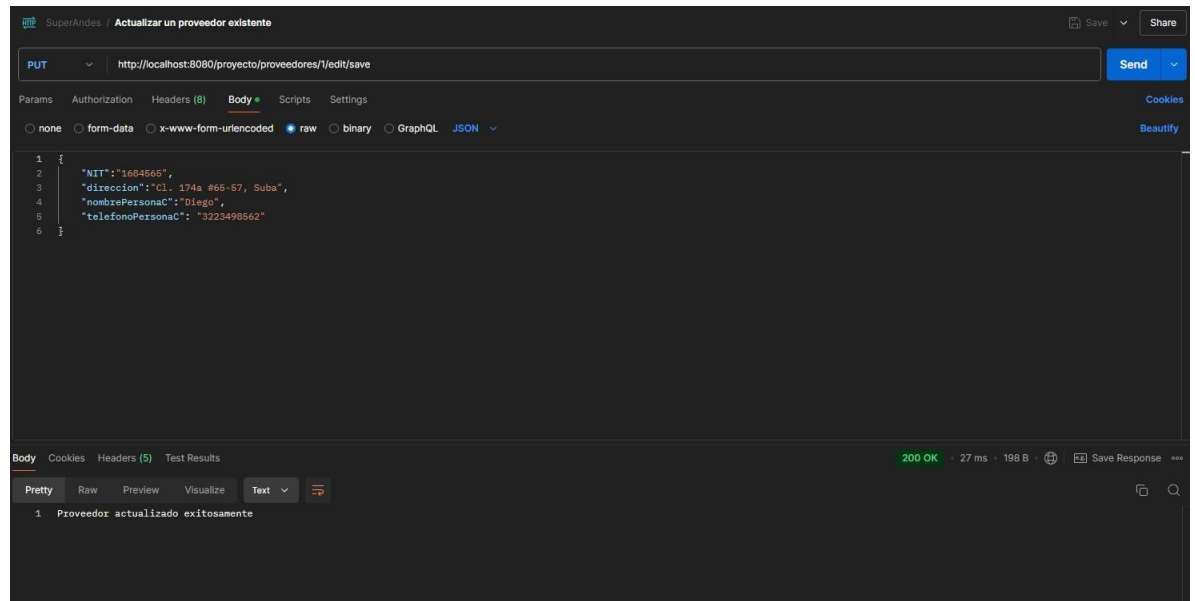 HTTP SuperAndes / Actualizar un proveedor existente Save Share
PUT http://localhost:8080/proyecto/proveedores/1/edit/save Send
Params Authorization Headers (8) Body Scripts Settings Cookies
none form-data x-www-form-urlencoded raw binary GraphQL JSON Beautify
1 {
2 "NIT":"1684565",
3 "direccion":"Cl. 174a #65-57, Suba",
4 "nombrePersonaC":"Diego",
5 "telefonoPersonaC": "3223498562"
6 }
Body Cookies Headers (5) Test Results 200 OK 27 ms 198 B Save Response
Pretty Raw Preview Visualize Text
1 Proveedor actualizado exitosamente